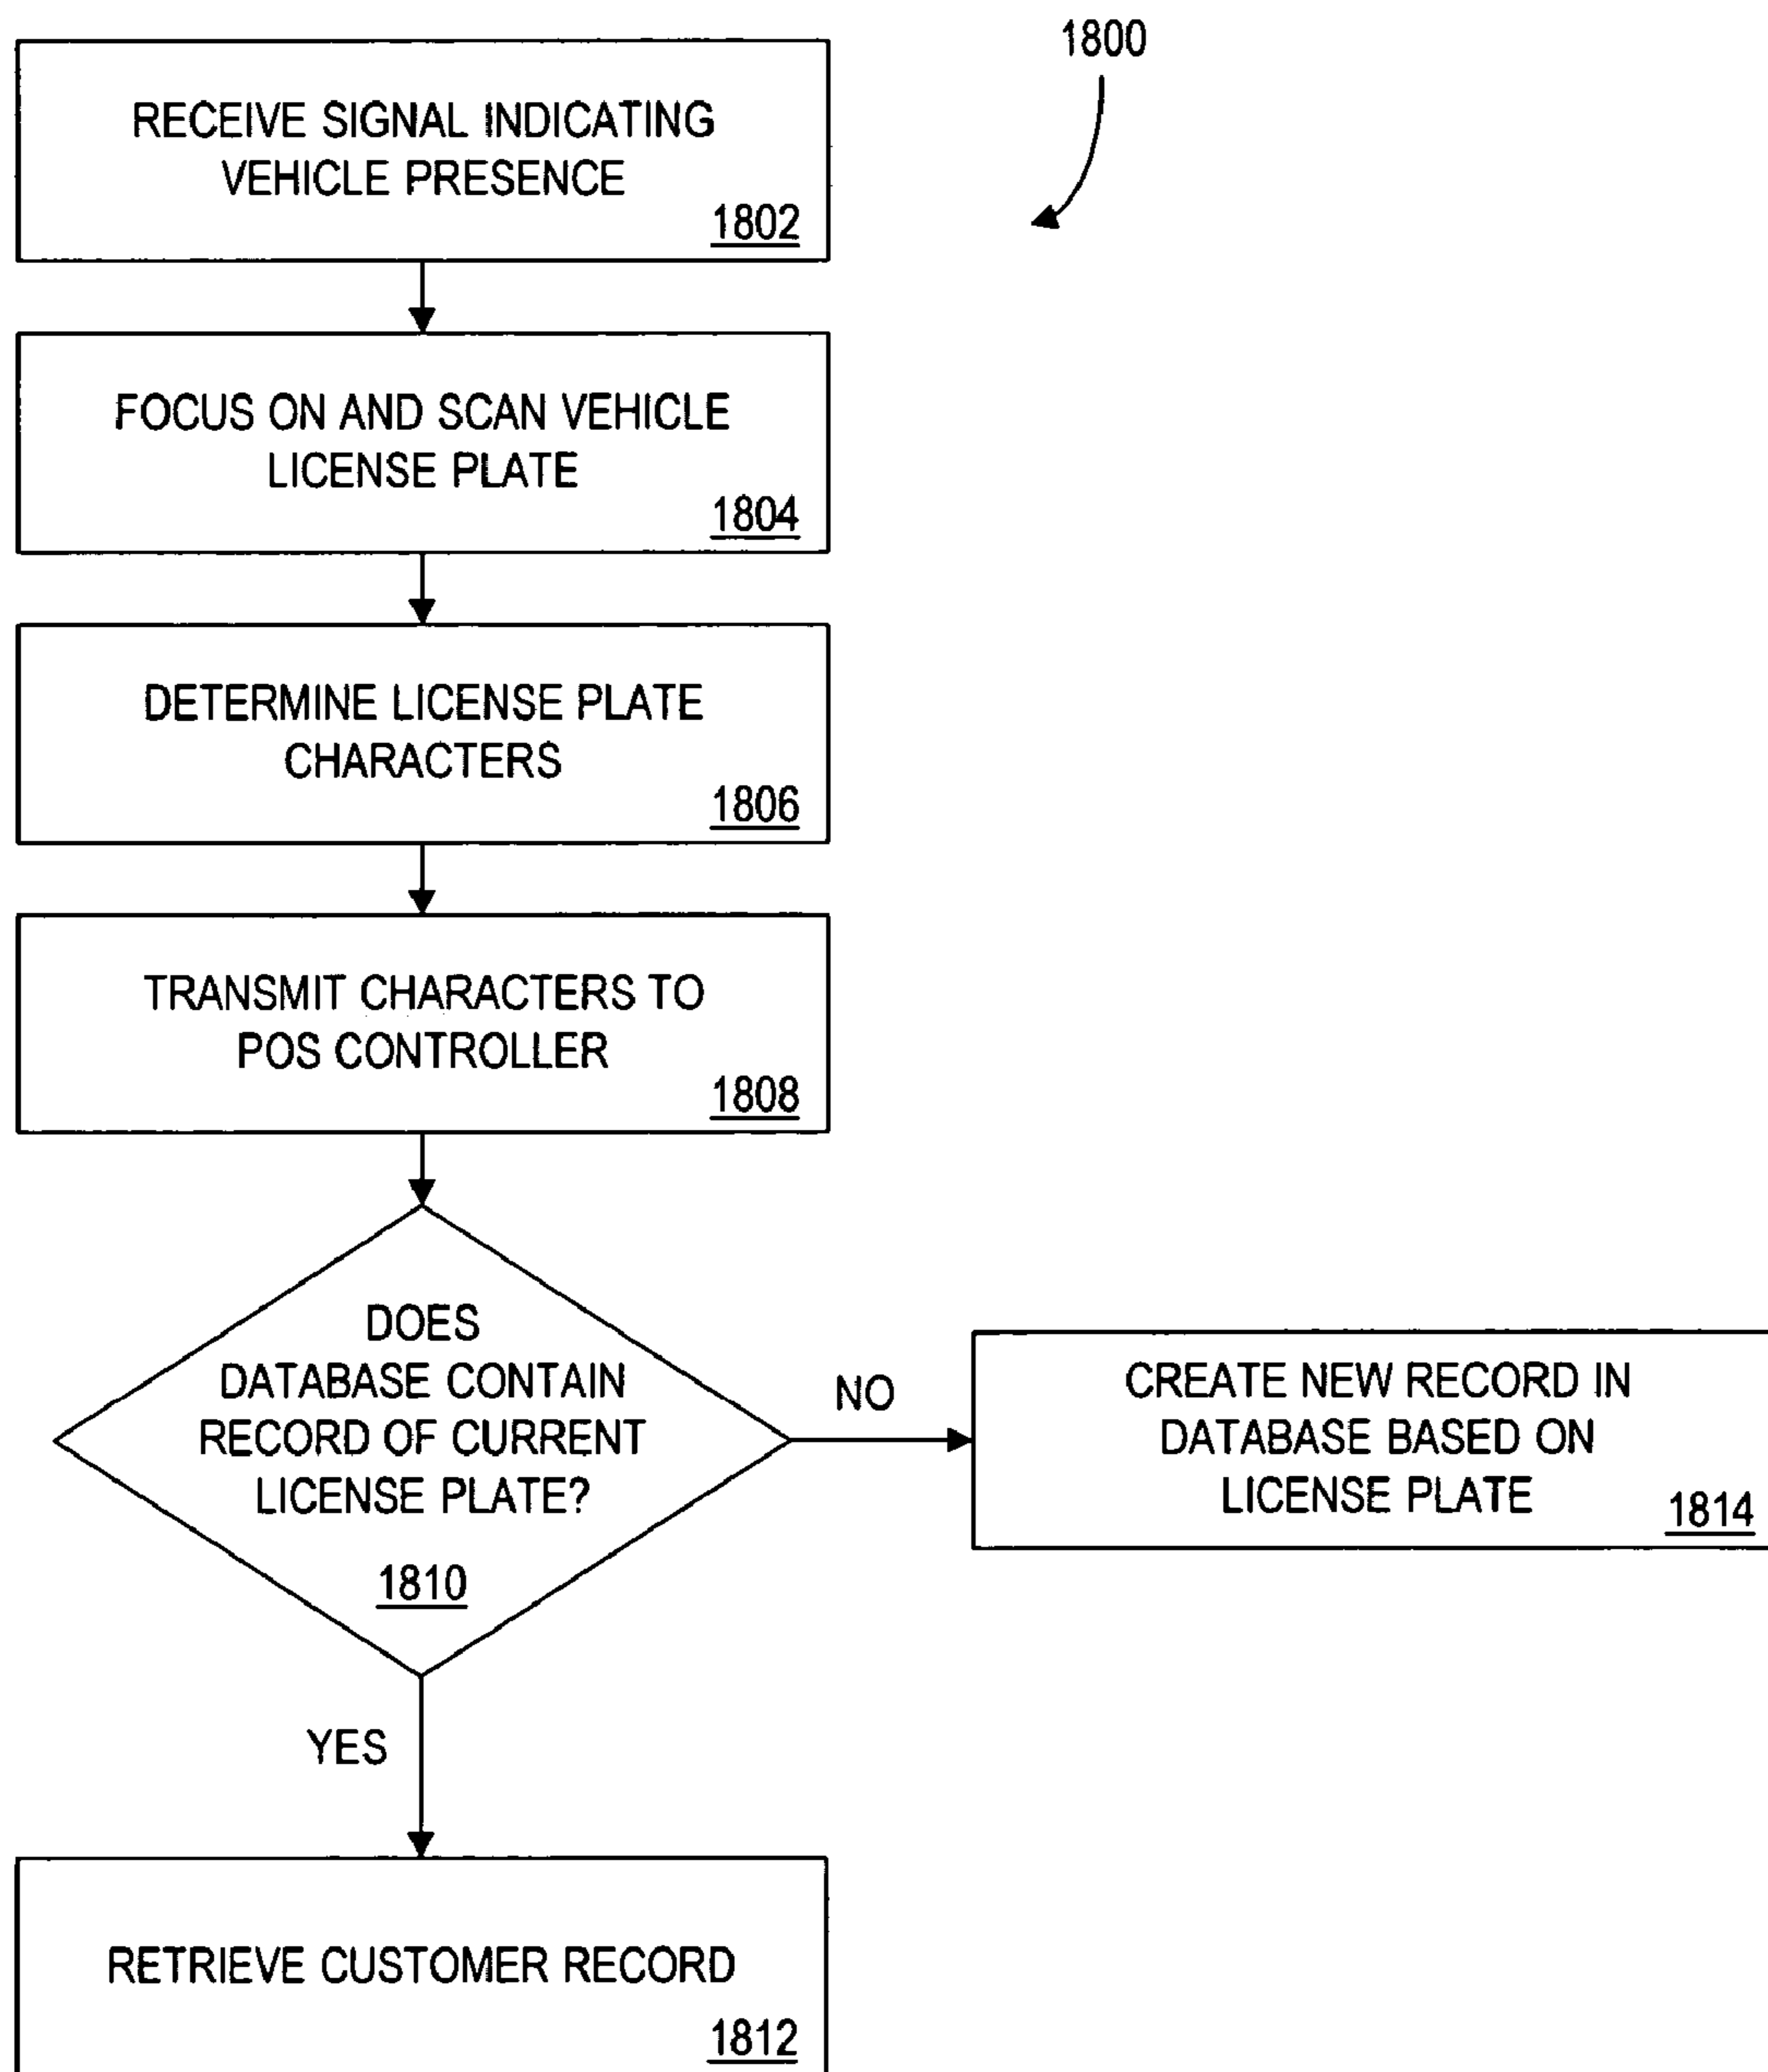 1800
RECEIVE SIGNAL INDICATING
VEHICLE PRESENCE
1802
FOCUS ON AND SCAN VEHICLE
LICENSE PLATE
1804
DETERMINE LICENSE PLATE
CHARACTERS
1806
TRANSMIT CHARACTERS TO
POS CONTROLLER
1808
DOES
DATABASE CONTAIN
RECORD OF CURRENT
LICENSE PLATE?
1810
NO
CREATE NEW RECORD IN
DATABASE BASED ON
LICENSE PLATE
1814
YES
RETRIEVE CUSTOMER RECORD
1812